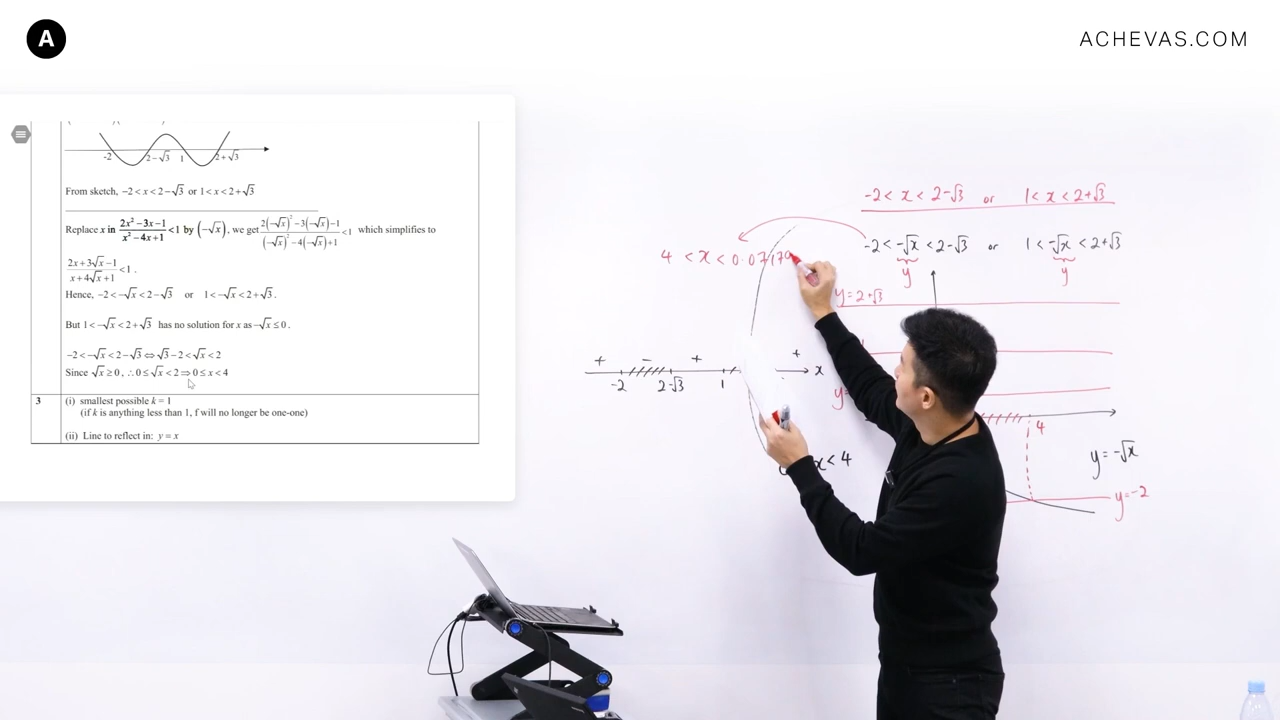 A
ACHEVAS.COM
-2 2-√3 1 2+√3
From sketch, -2<x<2-√3 or 1<x<2+√3
Replace x in (2x²-3x-1)/(x²-4x+1)<1 by (-√x), we get (2(-√x)²-3(-√x)-1)/((-√x)²-4(-√x)+1)<1 which simplifies to
(2x+3√x-1)/(x+4√x+1)<1.
Hence, -2<-√x<2-√3 or 1<-√x<2+√3.
But 1<-√x<2+√3 has no solution for x as -√x≤0.
-2<-√x<2-√3⇔√3-2<√x<2
Since √x≥0, ∴0≤√x<2⇒0≤x<4
3 (i) smallest possible k=1
(if k is anything less than 1, f will no longer be one-one)
(ii) Line to reflect in: y=x
-2 < x < 2-√3 or 1 < x < 2+√3
-2 < -√x < 2-√3 or 1 < -√x < 2+√3
y y
4 < x < 0.07179
y=2+√3
+ - + +
-2 2-√3 1 x
y=
4
y=-√x
x<4
y=-2